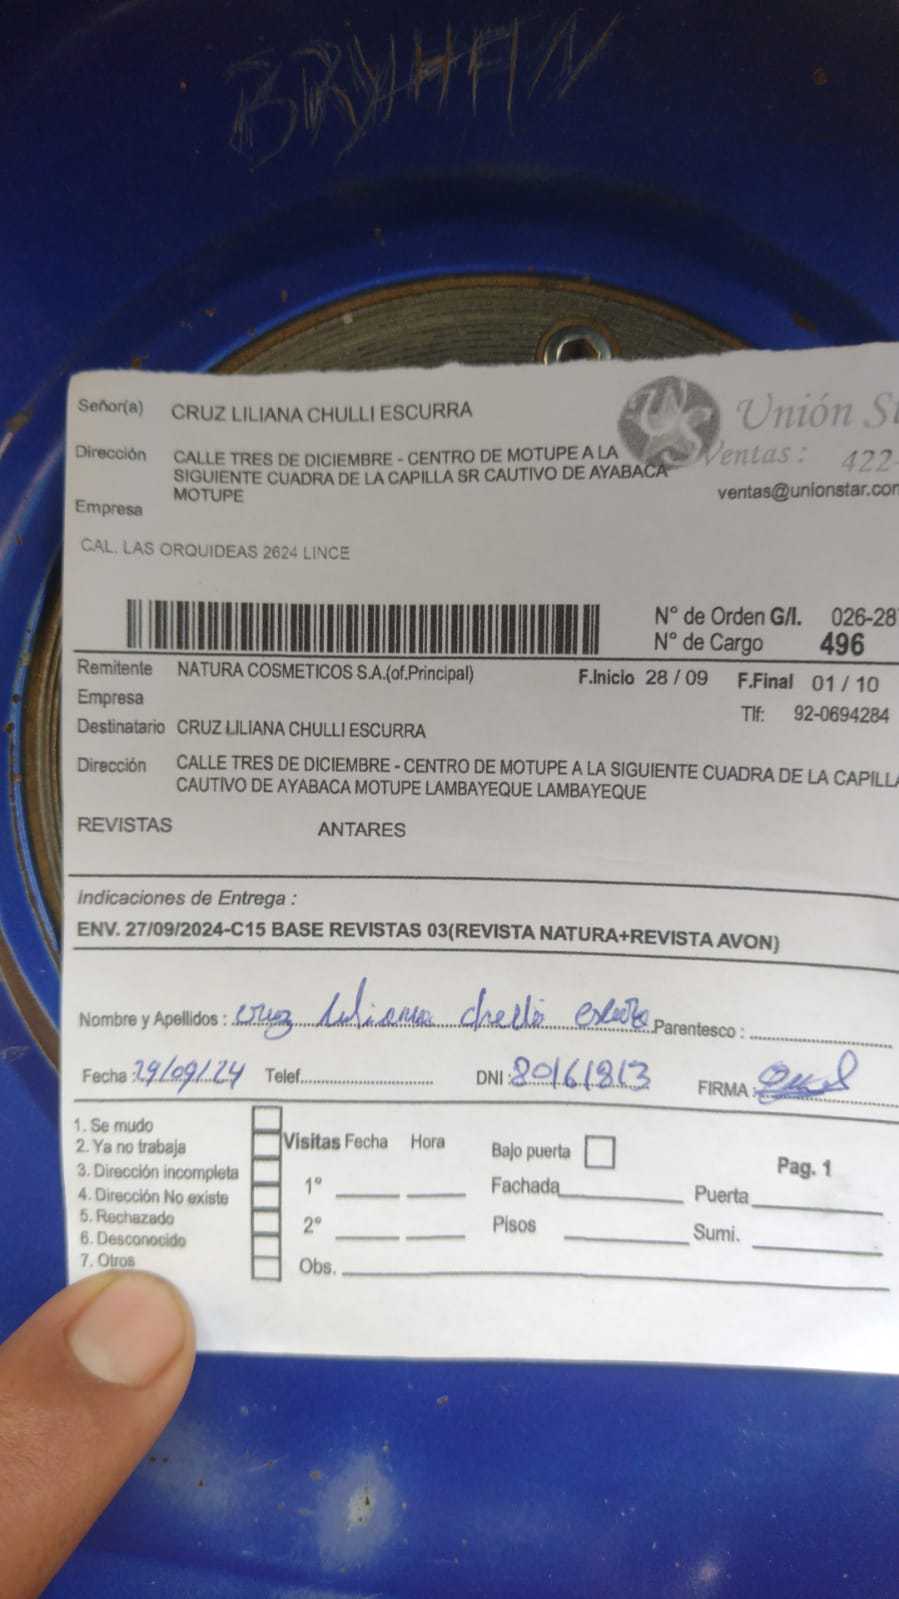 BRYHAN
Señor(a) CRUZ LILIANA CHULLI ESCURRA
Unión St
Dirección CALLE TRES DE DICIEMBRE - CENTRO DE MOTUPE A LA
SIGUIENTE CUADRA DE LA CAPILLA SR CAUTIVO DE AYABACA
MOTUPE
Ventas: 422-
ventas@unionstar.com
Empresa
CAL. LAS ORQUIDEAS 2624 LINCE
N° de Orden G/I. 026-28
N° de Cargo 496
Remitente NATURA COSMETICOS S.A.(of.Principal) F.Inicio 28 / 09 F.Final 01 / 10
Empresa Tlf: 92-0694284
Destinatario CRUZ LILIANA CHULLI ESCURRA
Dirección CALLE TRES DE DICIEMBRE - CENTRO DE MOTUPE A LA SIGUIENTE CUADRA DE LA CAPILLA
CAUTIVO DE AYABACA MOTUPE LAMBAYEQUE LAMBAYEQUE
REVISTAS ANTARES
Indicaciones de Entrega :
ENV. 27/09/2024-C15 BASE REVISTAS 03(REVISTA NATURA+REVISTA AVON)
Nombre y Apellidos : cruz liliana chulli Parentesco :
Fecha : 29/09/24 Telef. DNI : 80161813 FIRMA :
1. Se mudo
2. Ya no trabaja
3. Dirección incompleta
4. Dirección No existe
5. Rechazado
6. Desconocido
7. Otros
Visitas Fecha Hora
1°
2°
Obs.
Bajo puerta
Fachada
Pisos
Pag. 1
Puerta
Sumi.